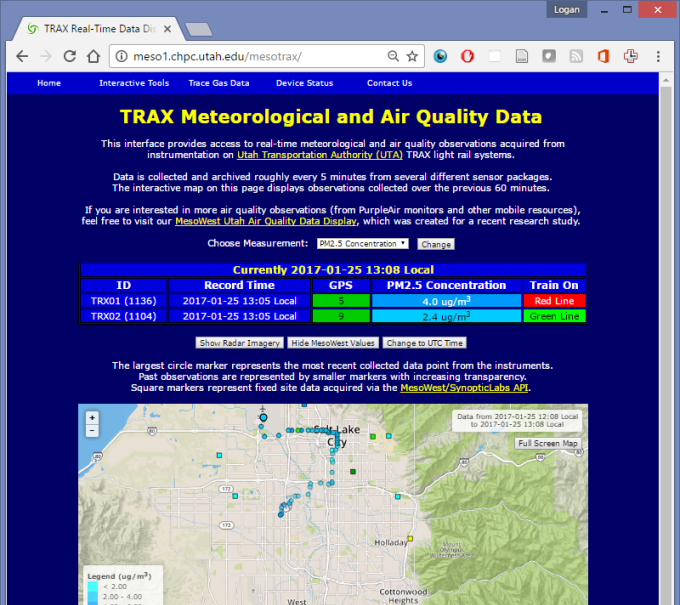 Logan
TRAX Real-Time Data Dis
meso1.chpc.utah.edu/mesotrax/
Home Interactive Tools Trace Gas Data Device Status Contact Us
TRAX Meteorological and Air Quality Data
This interface provides access to real-time meteorological and air quality observations acquired from
instrumentation on Utah Transportation Authority (UTA) TRAX light rail systems.
Data is collected and archived roughly every 5 minutes from several different sensor packages.
The interactive map on this page displays observations collected over the previous 60 minutes.
If you are interested in more air quality observations (from PurpleAir monitors and other mobile resources),
feel free to visit our MesoWest Utah Air Quality Data Display, which was created for a recent research study.
Choose Measurement: PM2.5 Concentration Change
Currently 2017-01-25 13:08 Local
ID Record Time GPS PM2.5 Concentration Train On
TRX01 (1136) 2017-01-25 13:05 Local 5 4.0 ug/m³ Red Line
TRX02 (1104) 2017-01-25 13:05 Local 9 2.4 ug/m³ Green Line
Show Radar Imagery Hide MesoWest Values Change to UTC Time
The largest circle marker represents the most recent collected data point from the instruments.
Past observations are represented by smaller markers with increasing transparency.
Square markers represent fixed site data acquired via the MesoWest/SynopticLabs API.
+
−
Data from 2017-01-25 12:08 Local
to 2017-01-25 13:08 Local
Full Screen Map
Salt Lake
City
80
80
172
172
Holladay
Mount
Olympus
Wilderness Area
Legend (ug/m³)
< 2.00
2.00 - 4.00
Cottonwood
Heights
West